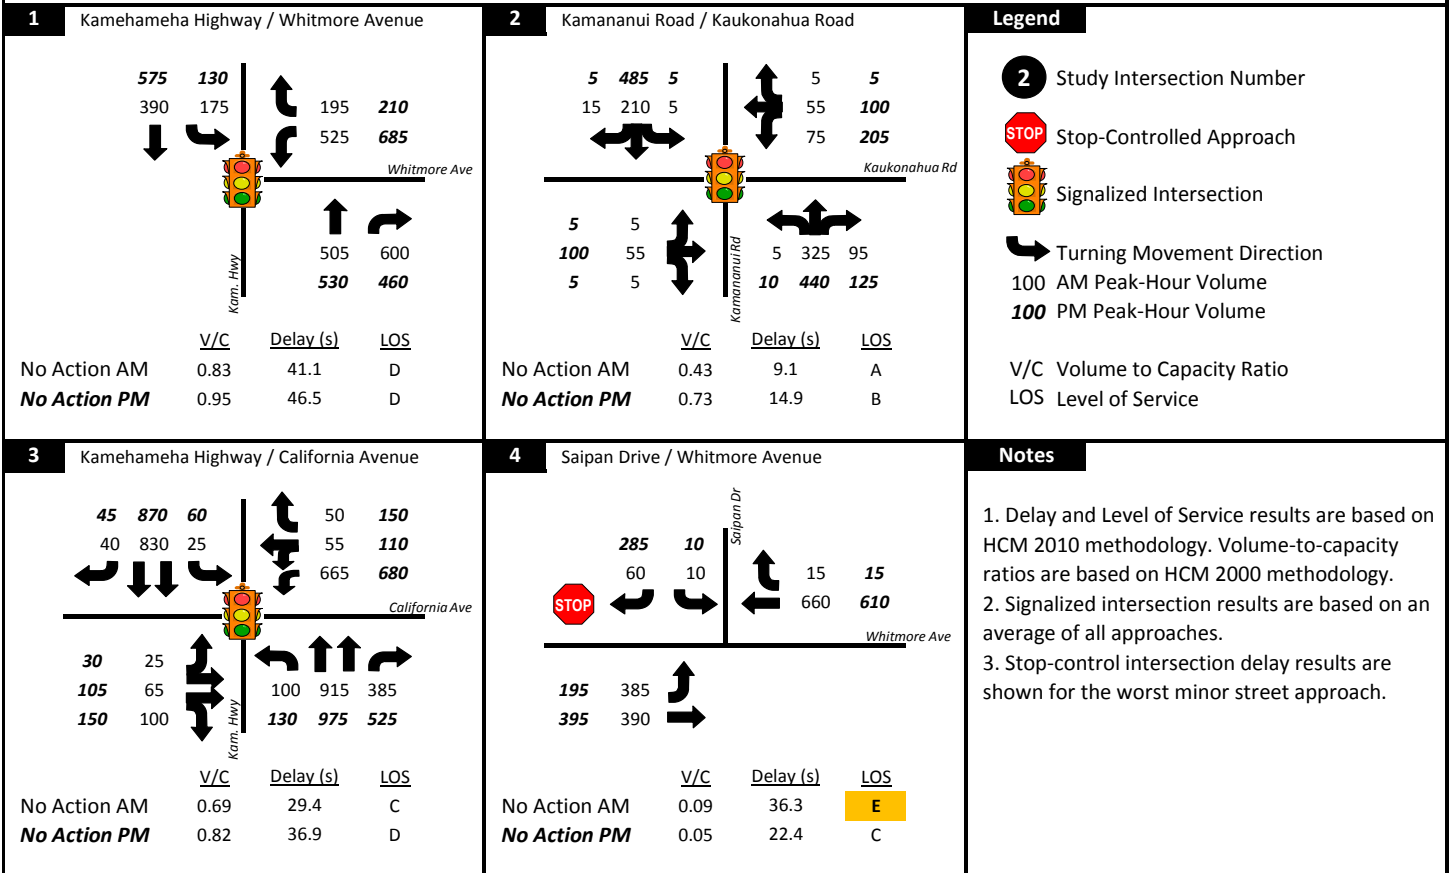 1 Kamehameha Highway / Whitmore Avenue
575 130
390 175
195 210
525 685
Whitmore Ave
505 600
530 460
Kam. Hwy
V/C Delay (s) LOS
No Action AM 0.83 41.1 D
No Action PM 0.95 46.5 D
2 Kamananui Road / Kaukonahua Road
5 485 5
15 210 5
5 5
55 100
75 205
Kaukonahua Rd
5 5
100 55
5 5
5 325 95
10 440 125
Kamananui Rd
V/C Delay (s) LOS
No Action AM 0.43 9.1 A
No Action PM 0.73 14.9 B
Legend
2 Study Intersection Number
STOP Stop-Controlled Approach
Signalized Intersection
Turning Movement Direction
100 AM Peak-Hour Volume
100 PM Peak-Hour Volume
V/C Volume to Capacity Ratio
LOS Level of Service
3 Kamehameha Highway / California Avenue
45 870 60
40 830 25
50 150
55 110
665 680
California Ave
30 25
105 65
150 100
100 915 385
130 975 525
Kam. Hwy
V/C Delay (s) LOS
No Action AM 0.69 29.4 C
No Action PM 0.82 36.9 D
4 Saipan Drive / Whitmore Avenue
Saipan Dr
285 10
60 10
STOP
15 15
660 610
Whitmore Ave
195 385
395 390
V/C Delay (s) LOS
No Action AM 0.09 36.3 E
No Action PM 0.05 22.4 C
Notes
1. Delay and Level of Service results are based on
HCM 2010 methodology. Volume-to-capacity
ratios are based on HCM 2000 methodology.
2. Signalized intersection results are based on an
average of all approaches.
3. Stop-control intersection delay results are
shown for the worst minor street approach.